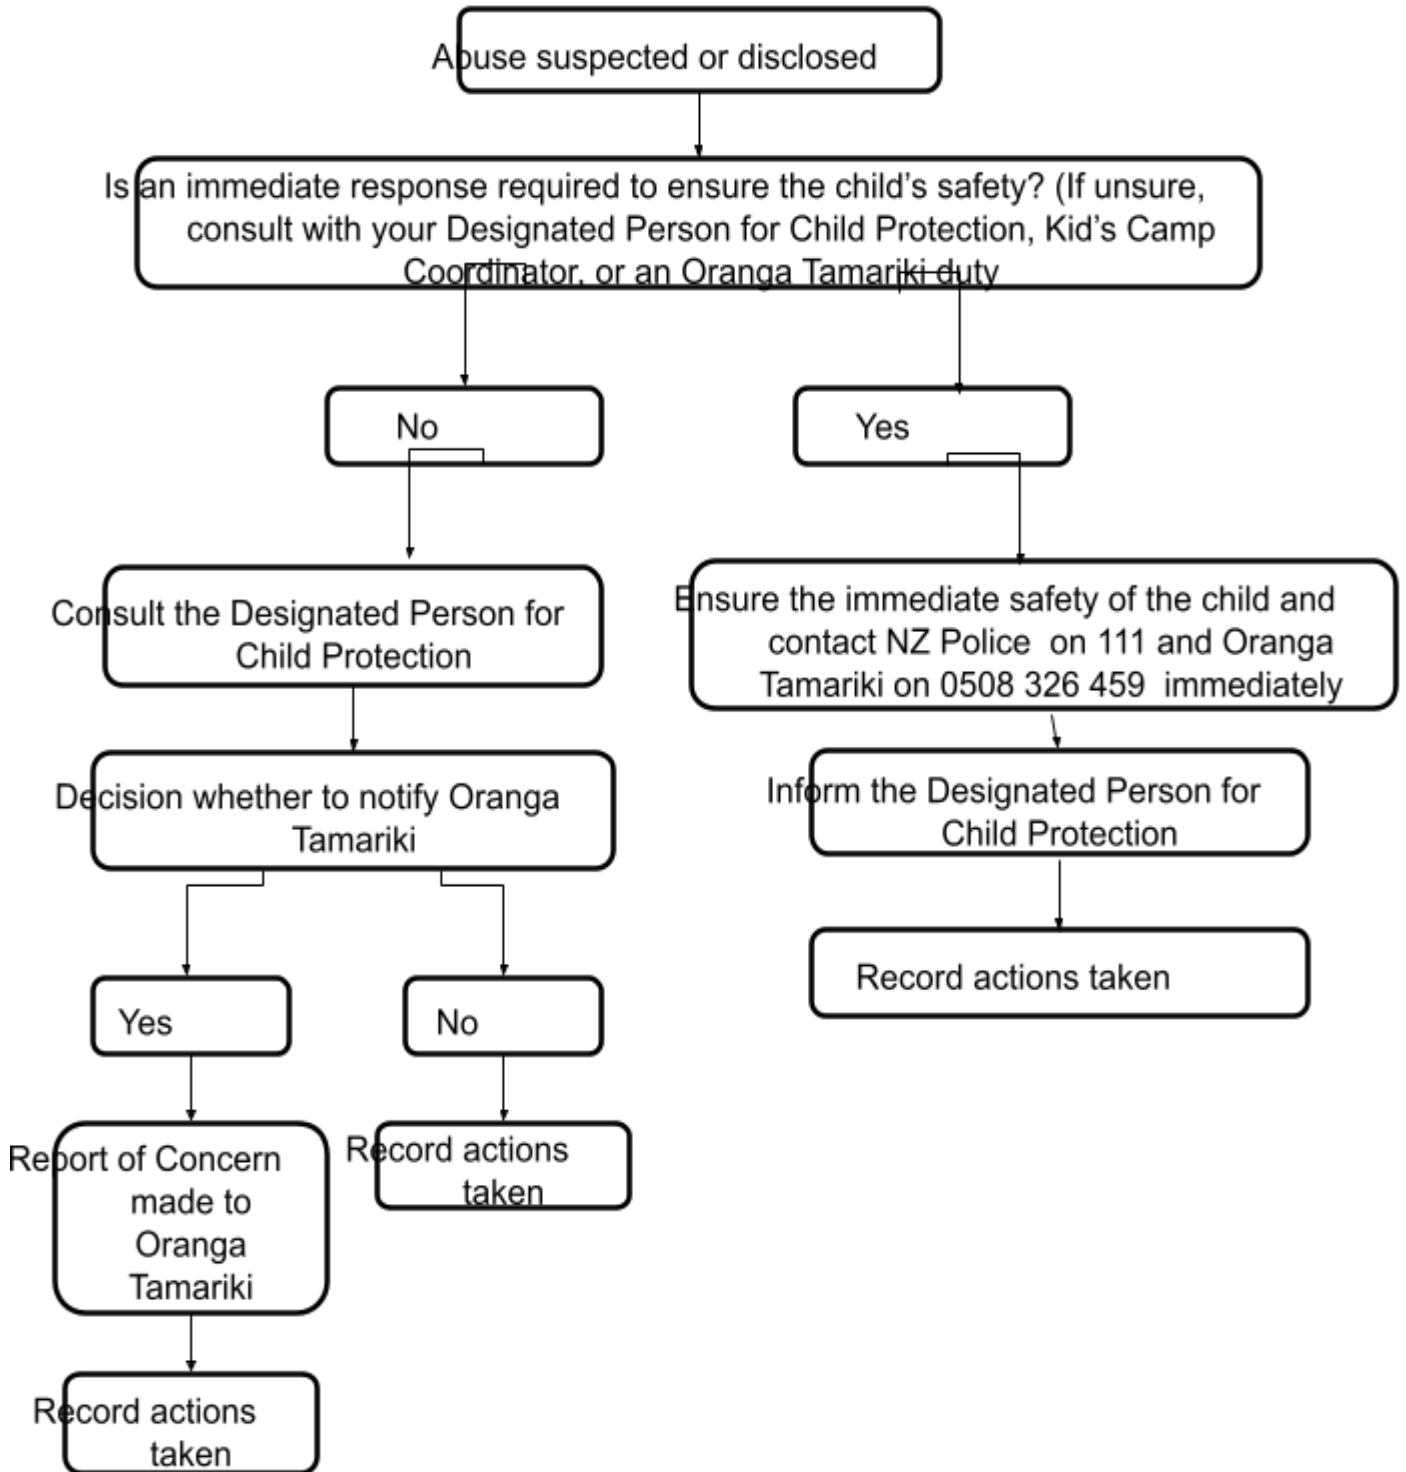 Abuse suspected or disclosed
Is an immediate response required to ensure the child's safety? (If unsure,
consult with your Designated Person for Child Protection, Kid's Camp
Coordinator, or an Oranga Tamariki duty
No
Yes
Consult the Designated Person for
Child Protection
Ensure the immediate safety of the child and
contact NZ Police on 111 and Oranga
Tamariki on 0508 326 459 immediately
Decision whether to notify Oranga
Tamariki
Inform the Designated Person for
Child Protection
Record actions taken
Yes
No
Report of Concern
made to
Oranga
Tamariki
Record actions
taken
Record actions
taken